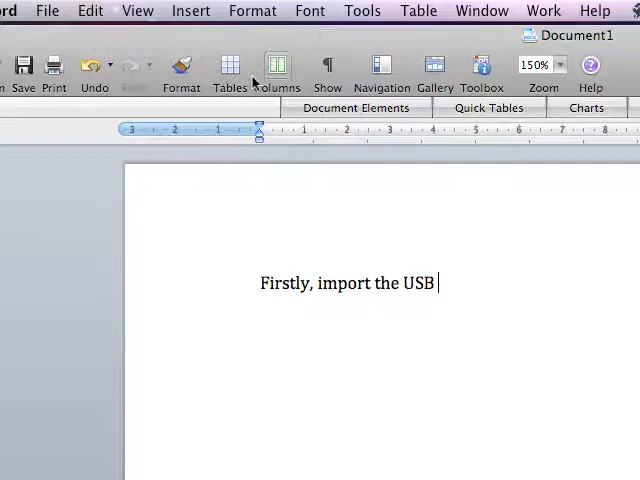 rd File Edit View Insert Format Font Tools Table Window Work Help
Document1
Save Print Undo Redo Format Tables Columns Show Navigation Gallery Toolbox 150% Zoom Help
Document Elements Quick Tables Charts
3 2 1 1 2 3 4 5 6 7 8
Firstly, import the USB